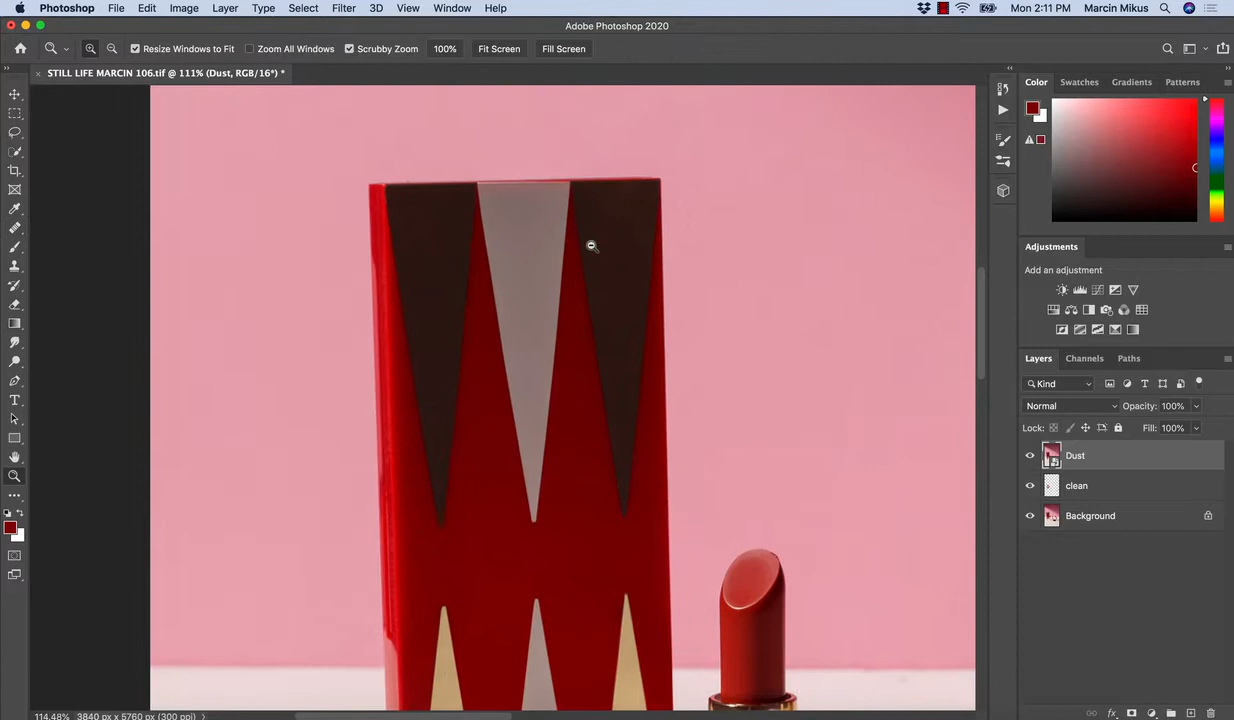 Photoshop File Edit Image Layer Type Select Filter 3D View Window Help Mon 2:11 PM Marcin Mikus
Adobe Photoshop 2020
Resize Windows to Fit Zoom All Windows Scrubby Zoom 100% Fit Screen Fill Screen
STILL LIFE MARCIN 106.tif @ 111% (Dust, RGB/16*) *
Color Swatches Gradients Patterns
Adjustments
Add an adjustment
Layers Channels Paths
Kind
Normal Opacity: 100%
Lock: Fill: 100%
Dust
clean
Background
114.48% 3840 px x 5760 px (300 ppi)